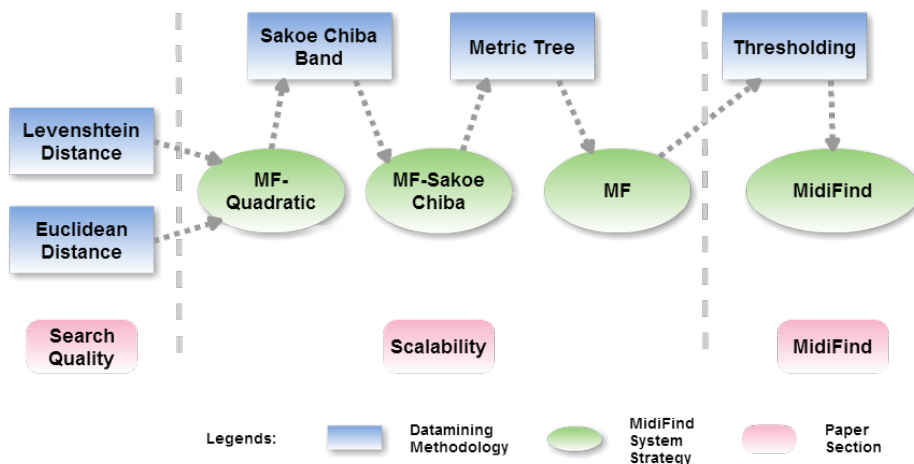 Sakoe Chiba
Band
Metric Tree
Thresholding
Levenshtein
Distance
MF-
Quadratic
MF-Sakoe
Chiba
MF
MidiFind
Euclidean
Distance
Search
Quality
Scalability
MidiFind
Legends:
Datamining
Methodology
MidiFind
System
Strategy
Paper
Section